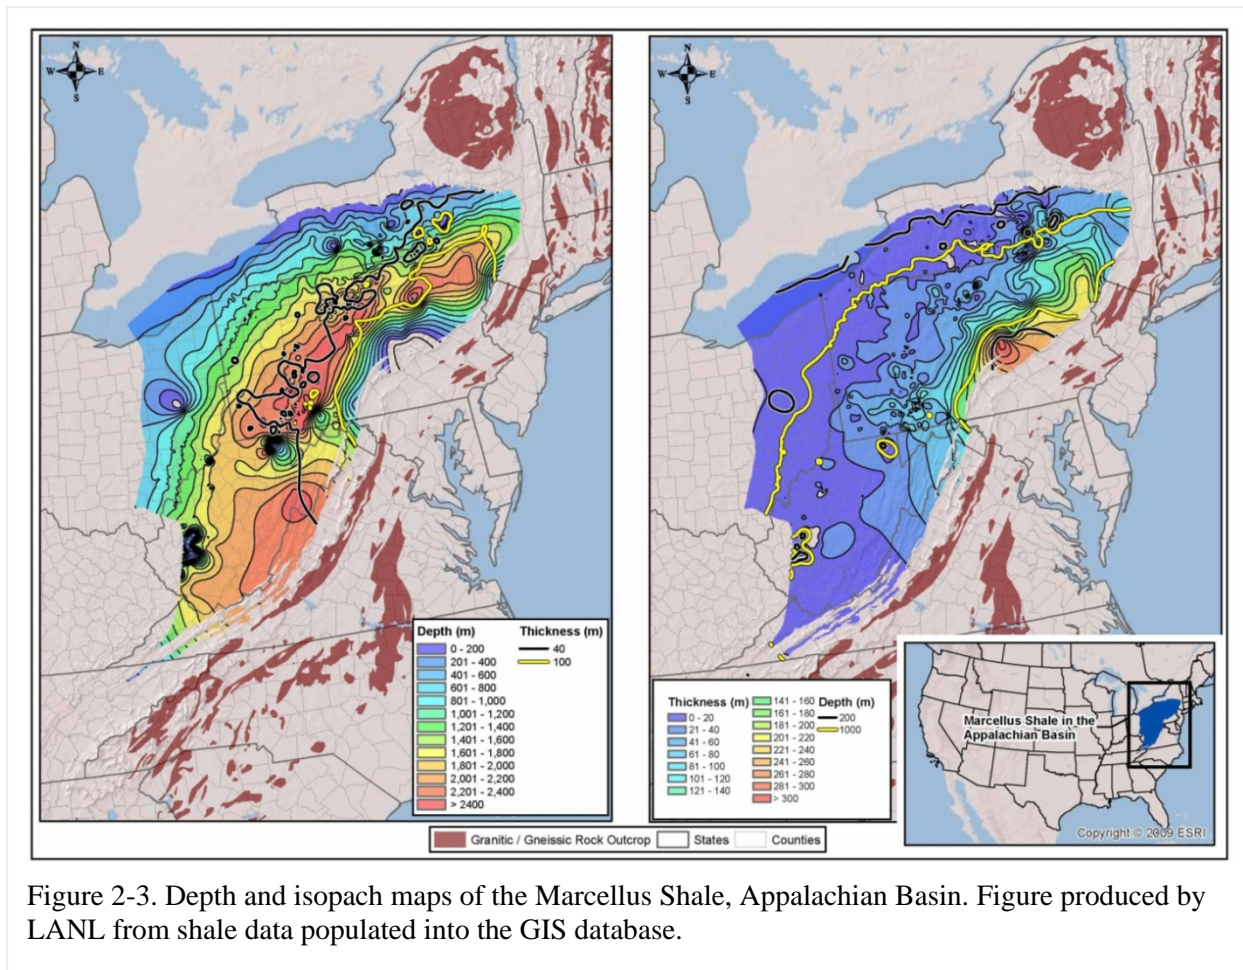 N
W E
S
N
W E
S
Depth (m)
0 - 200
201 - 400
401 - 600
601 - 800
801 - 1,000
1,001 - 1,200
1,201 - 1,400
1,401 - 1,600
1,601 - 1,800
1,801 - 2,000
2,001 - 2,200
2,201 - 2,400
> 2400
Thickness (m)
40
100
Thickness (m)
0 - 20
21 - 40
41 - 60
61 - 80
81 - 100
101 - 120
121 - 140
141 - 160
161 - 180
181 - 200
201 - 220
221 - 240
241 - 260
261 - 280
281 - 300
> 300
Depth (m)
200
1000
Marcellus Shale in the
Appalachian Basin
Copyright © 2009 ESRI
Granitic / Gneissic Rock Outcrop States Counties
Figure 2-3. Depth and isopach maps of the Marcellus Shale, Appalachian Basin. Figure produced by
LANL from shale data populated into the GIS database.